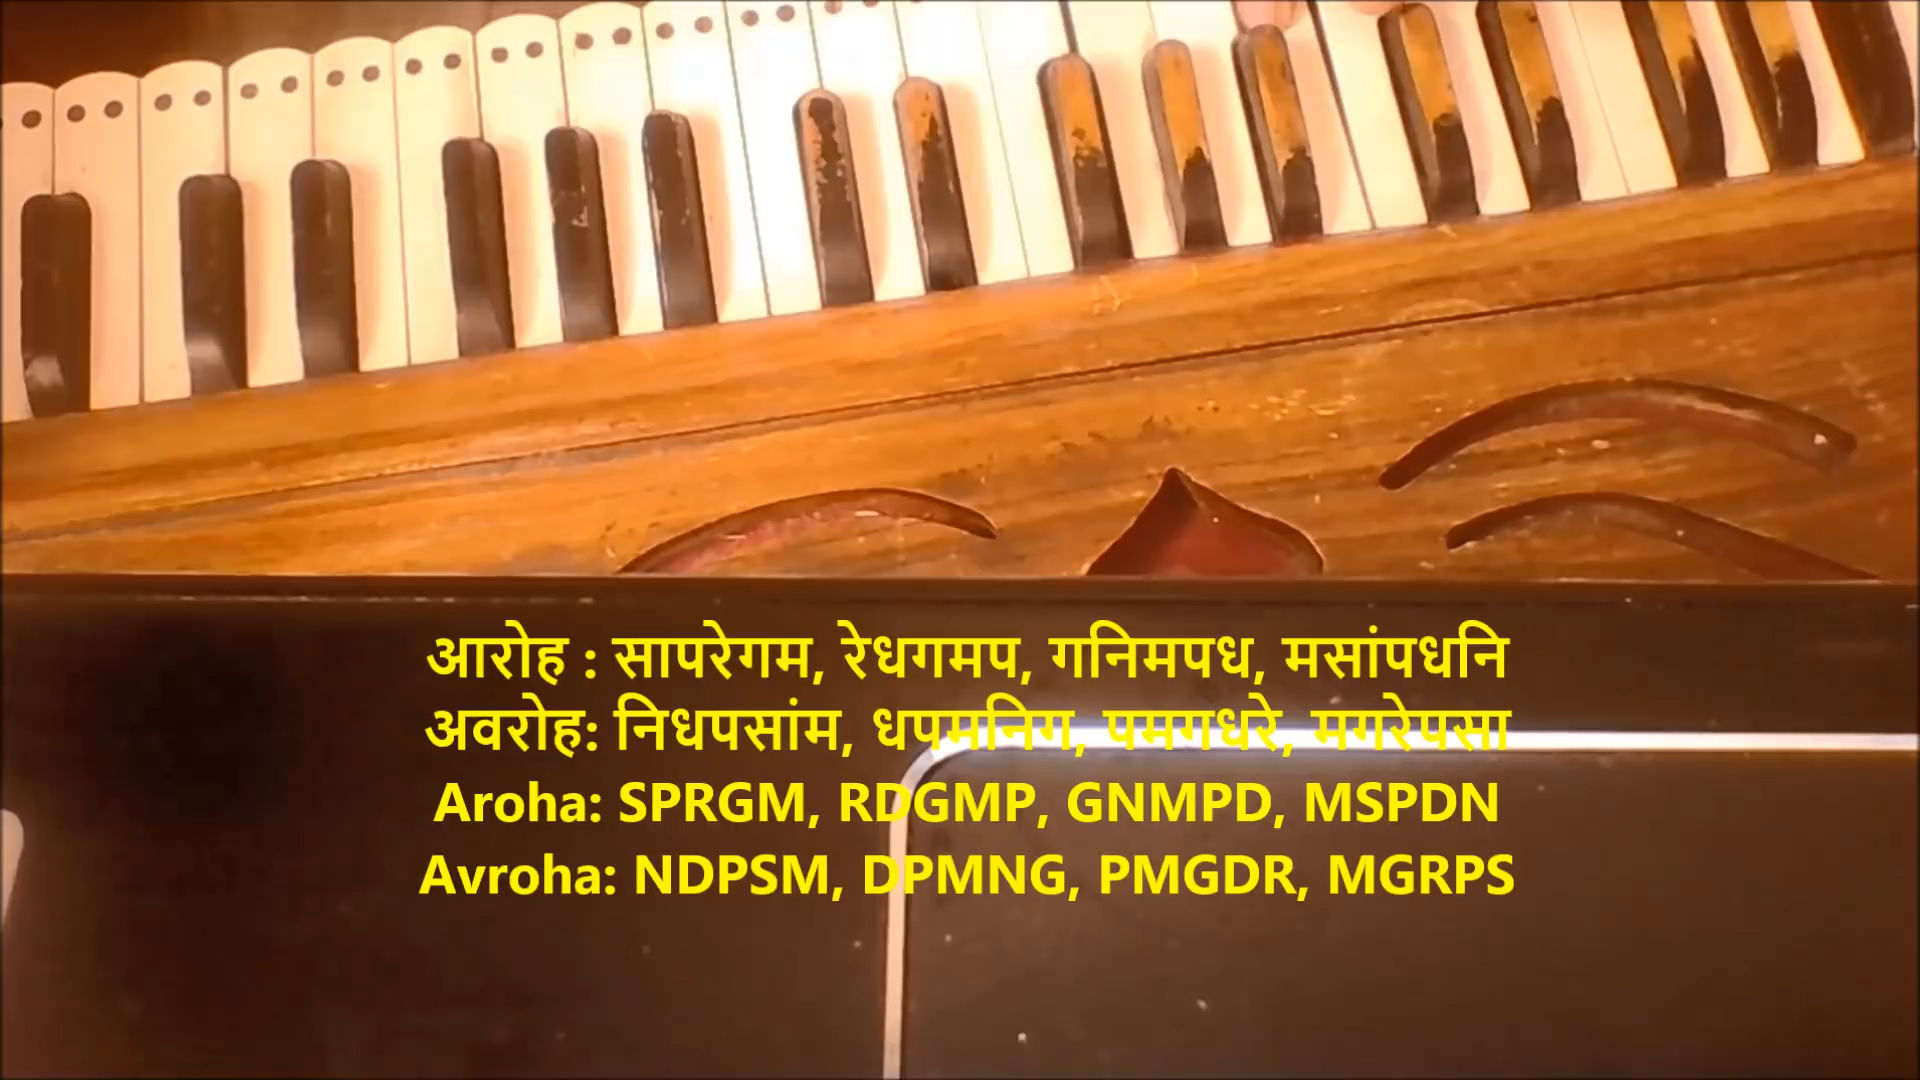 आरोह : सापरेगम, रेधगमप, गनिमपध, मसांपधनि
अवरोह: निधपसांम, धपमनिग, पमगधरे, मगरेपसा
Aroha: SPRGM, RDGMP, GNMPD, MSPDN
Avroha: NDPSM, DPMNG, PMGDR, MGRPS